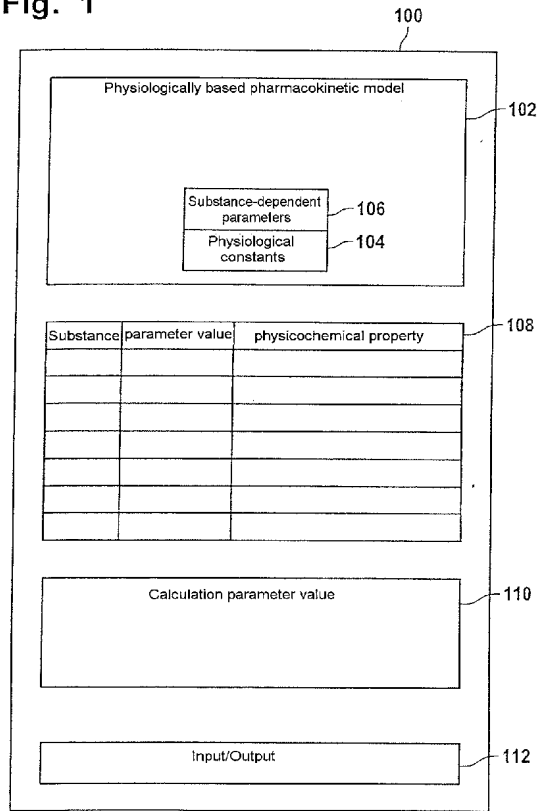 Fig. 1
100
Physiologically based pharmacokinetic model
102
Substance-dependent
parameters
106
Physiological
constants
104
Substance parameter value physicochemical property
108
Calculation parameter value
110
Input/Output
112